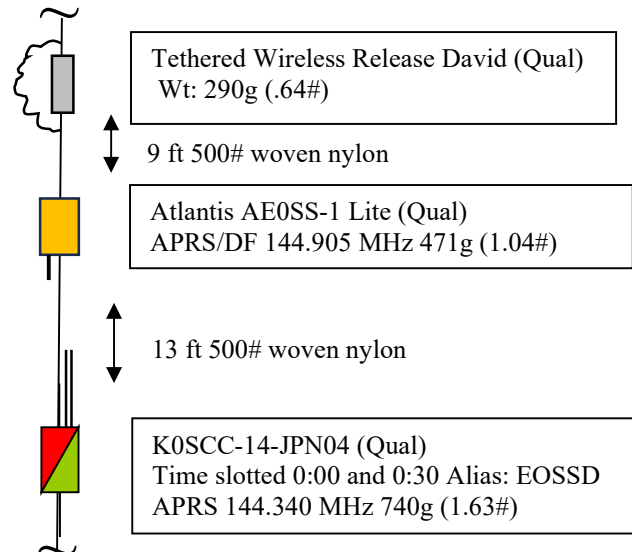 Tethered Wireless Release David (Qual)
Wt: 290g (.64#)
9 ft 500# woven nylon
Atlantis AE0SS-1 Lite (Qual)
APRS/DF 144.905 MHz 471g (1.04#)
13 ft 500# woven nylon
K0SCC-14-JPN04 (Qual)
Time slotted 0:00 and 0:30 Alias: EOSSD
APRS 144.340 MHz 740g (1.63#)